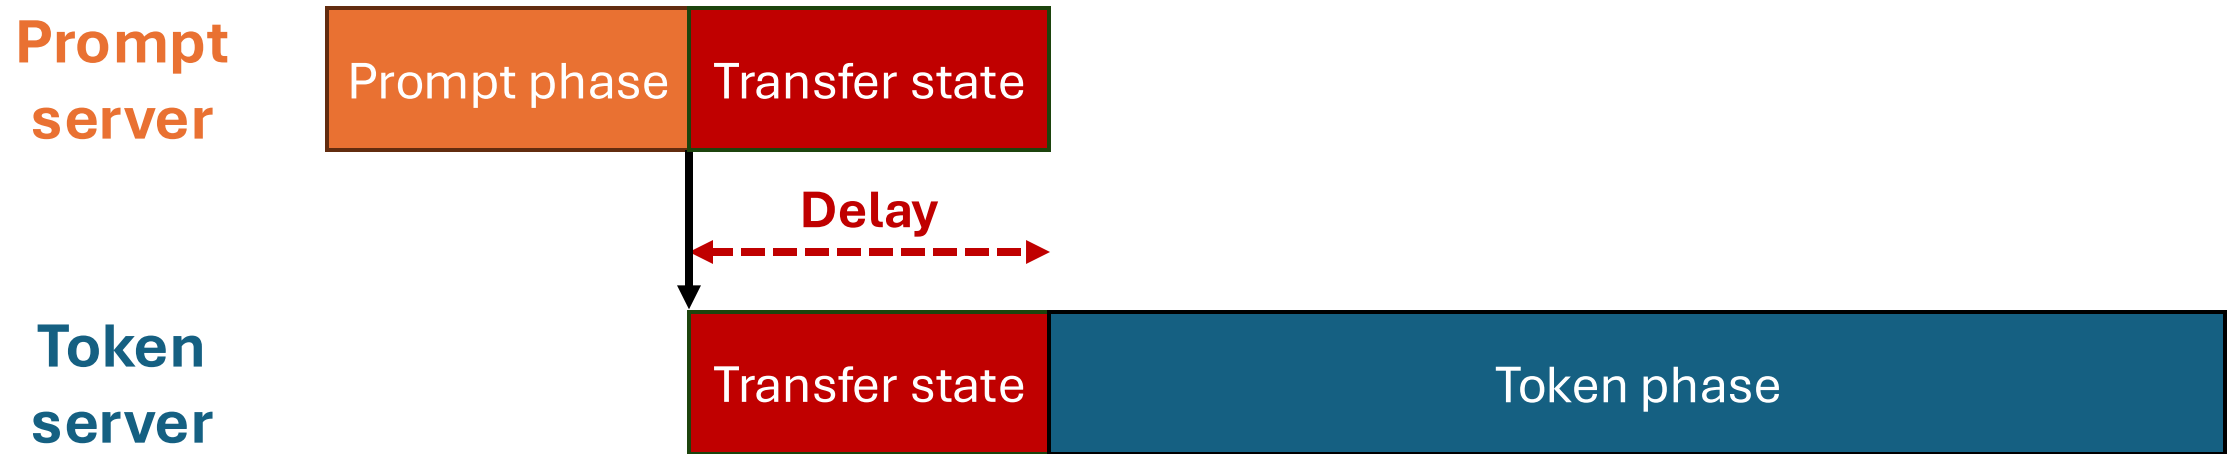 Prompt
server
Prompt phase
Transfer state
Delay
Token
server
Transfer state
Token phase